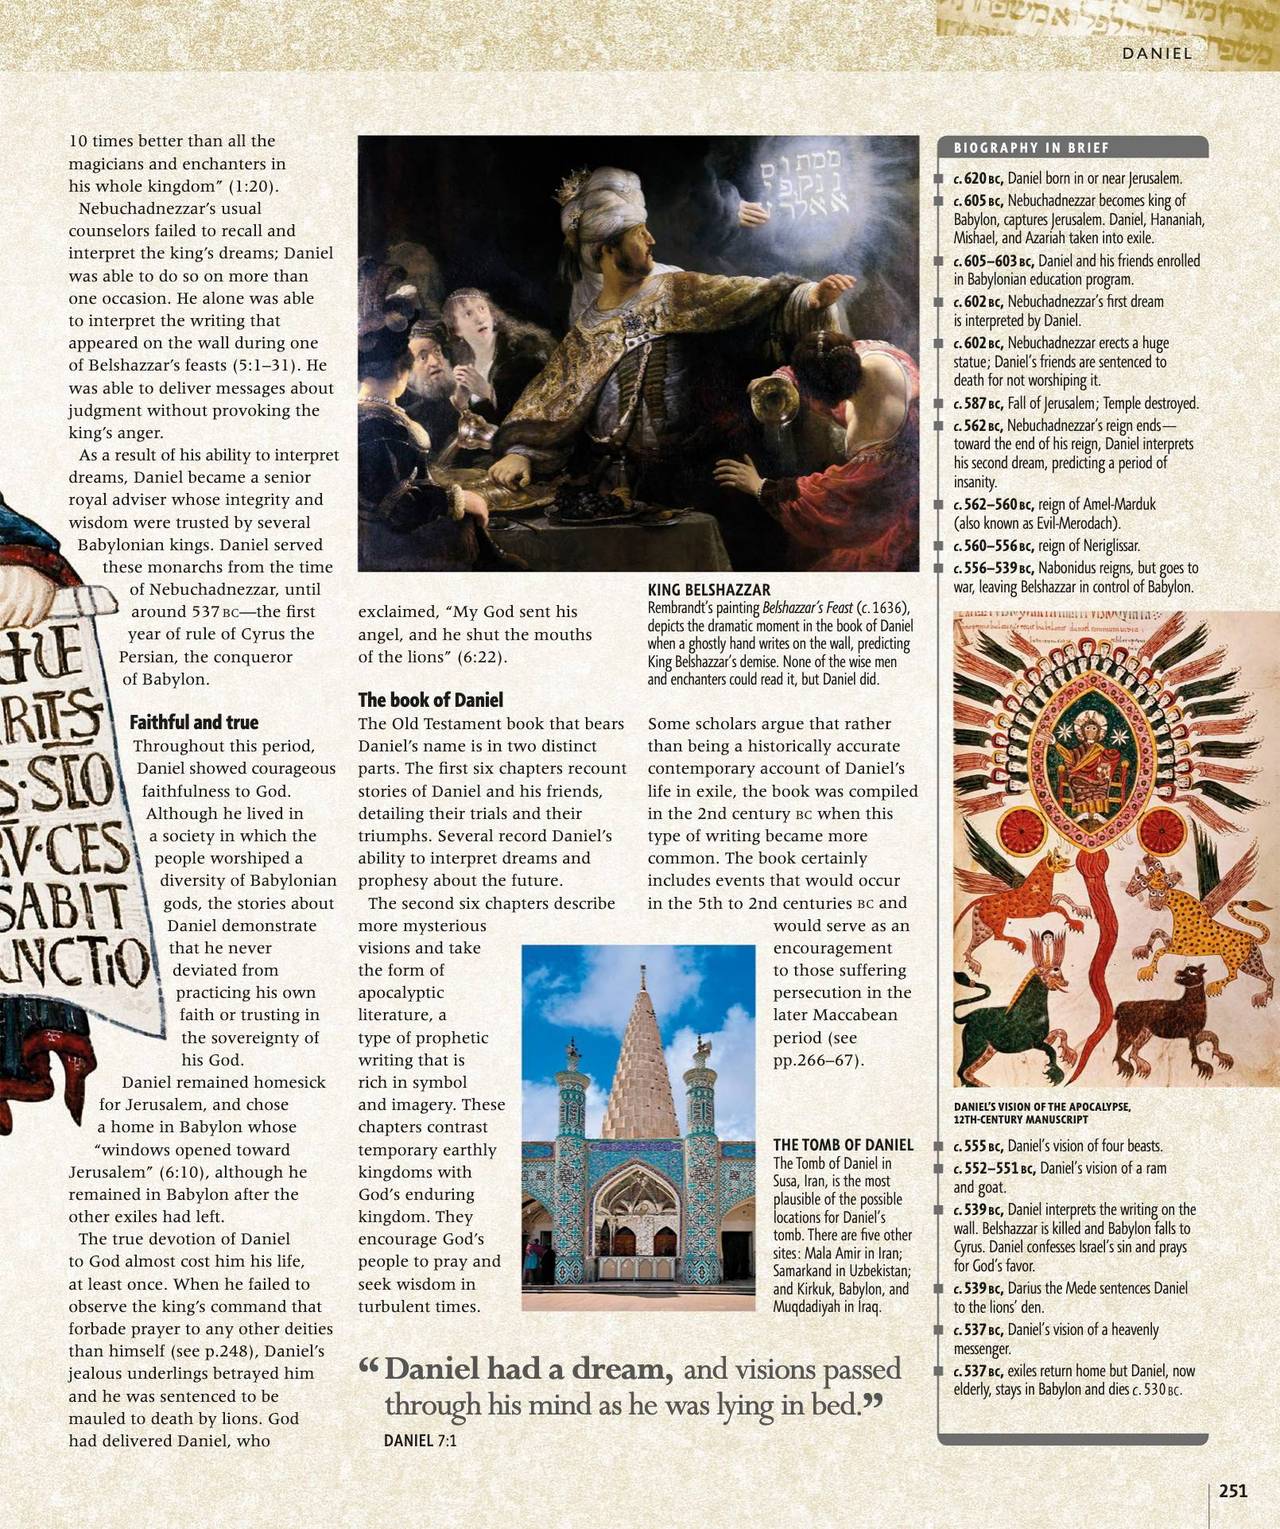 DANIEL
10 times better than all the
magicians and enchanters in
his whole kingdom” (1:20).
Nebuchadnezzar’s usual
counselors failed to recall and
interpret the king’s dreams; Daniel
was able to do so on more than
one occasion. He alone was able
to interpret the writing that
appeared on the wall during one
of Belshazzar’s feasts (5:1–31). He
was able to deliver messages about
judgment without provoking the
king’s anger.
As a result of his ability to interpret
dreams, Daniel became a senior
royal adviser whose integrity and
wisdom were trusted by several
Babylonian kings. Daniel served
these monarchs from the time
of Nebuchadnezzar, until
around 537 BC—the first
year of rule of Cyrus the
Persian, the conqueror
of Babylon.
Faithful and true
Throughout this period,
Daniel showed courageous
faithfulness to God.
Although he lived in
a society in which the
people worshiped a
diversity of Babylonian
gods, the stories about
Daniel demonstrate
that he never
deviated from
practicing his own
faith or trusting in
the sovereignty of
his God.
Daniel remained homesick
for Jerusalem, and chose
a home in Babylon whose
“windows opened toward
Jerusalem” (6:10), although he
remained in Babylon after the
other exiles had left.
The true devotion of Daniel
to God almost cost him his life,
at least once. When he failed to
observe the king’s command that
forbade prayer to any other deities
than himself (see p.248), Daniel’s
jealous underlings betrayed him
and he was sentenced to be
mauled to death by lions. God
had delivered Daniel, who
exclaimed, “My God sent his
angel, and he shut the mouths
of the lions” (6:22).
The book of Daniel
The Old Testament book that bears
Daniel’s name is in two distinct
parts. The first six chapters recount
stories of Daniel and his friends,
detailing their trials and their
triumphs. Several record Daniel’s
ability to interpret dreams and
prophesy about the future.
The second six chapters describe
more mysterious
visions and take
the form of
apocalyptic
literature, a
type of prophetic
writing that is
rich in symbol
and imagery. These
chapters contrast
temporary earthly
kingdoms with
God’s enduring
kingdom. They
encourage God’s
people to pray and
seek wisdom in
turbulent times.
KING BELSHAZZAR
Rembrandt’s painting Belshazzar’s Feast (c.1636),
depicts the dramatic moment in the book of Daniel
when a ghostly hand writes on the wall, predicting
King Belshazzar’s demise. None of the wise men
and enchanters could read it, but Daniel did.
Some scholars argue that rather
than being a historically accurate
contemporary account of Daniel’s
life in exile, the book was compiled
in the 2nd century BC when this
type of writing became more
common. The book certainly
includes events that would occur
in the 5th to 2nd centuries BC and
would serve as an
encouragement
to those suffering
persecution in the
later Maccabean
period (see
pp.266–67).
THE TOMB OF DANIEL
The Tomb of Daniel in
Susa, Iran, is the most
plausible of the possible
locations for Daniel’s
tomb. There are five other
sites: Mala Amir in Iran;
Samarkand in Uzbekistan;
and Kirkuk, Babylon, and
Muqdadiyah in Iraq.
“Daniel had a dream, and visions passed
through his mind as he was lying in bed.”
DANIEL 7:1
BIOGRAPHY IN BRIEF
c.620 BC, Daniel born in or near Jerusalem.
c.605 BC, Nebuchadnezzar becomes king of
Babylon, captures Jerusalem. Daniel, Hananiah,
Mishael, and Azariah taken into exile.
c.605–603 BC, Daniel and his friends enrolled
in Babylonian education program.
c.602 BC, Nebuchadnezzar’s first dream
is interpreted by Daniel.
c.602 BC, Nebuchadnezzar erects a huge
statue; Daniel’s friends are sentenced to
death for not worshiping it.
c.587 BC, Fall of Jerusalem; Temple destroyed.
c.562 BC, Nebuchadnezzar’s reign ends—
toward the end of his reign, Daniel interprets
his second dream, predicting a period of
insanity.
c.562–560 BC, reign of Amel-Marduk
(also known as Evil-Merodach).
c.560–556 BC, reign of Neriglissar.
c.556–539 BC, Nabonidus reigns, but goes to
war, leaving Belshazzar in control of Babylon.
DANIEL’S VISION OF THE APOCALYPSE,
12TH-CENTURY MANUSCRIPT
c.555 BC, Daniel’s vision of four beasts.
c.552–551 BC, Daniel’s vision of a ram
and goat.
c.539 BC, Daniel interprets the writing on the
wall. Belshazzar is killed and Babylon falls to
Cyrus. Daniel confesses Israel’s sin and prays
for God’s favor.
c.539 BC, Darius the Mede sentences Daniel
to the lions’ den.
c.537 BC, Daniel’s vision of a heavenly
messenger.
c.537 BC, exiles return home but Daniel, now
elderly, stays in Babylon and dies c.530 BC.
251